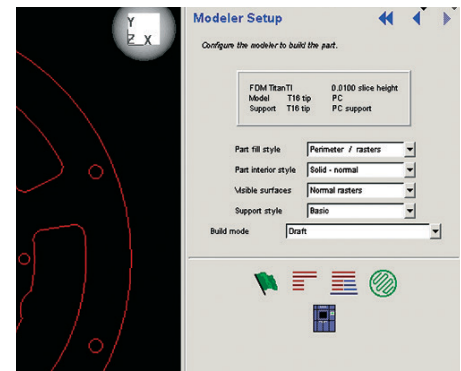 Y
Z X
Modeler Setup
Configure the modeler to build the part.
FDM TitanTI 0.0100 slice height
Model T16 tip PC
Support T16 tip PC support
Part fill style Perimeter / rasters
Part interior style Solid - normal
Visible surfaces Normal rasters
Support style Basic
Build mode Draft